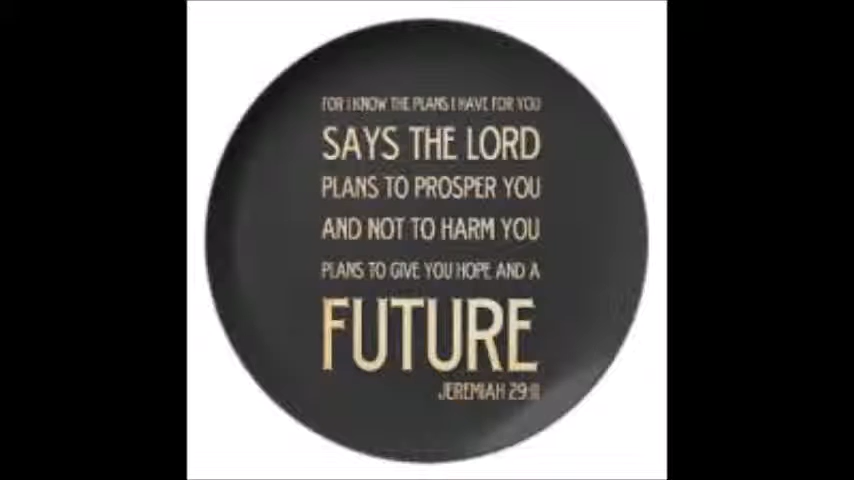 FOR I KNOW THE PLANS I HAVE FOR YOU
SAYS THE LORD
PLANS TO PROSPER YOU
AND NOT TO HARM YOU
PLANS TO GIVE YOU HOPE AND A
FUTURE
JEREMIAH 29:11